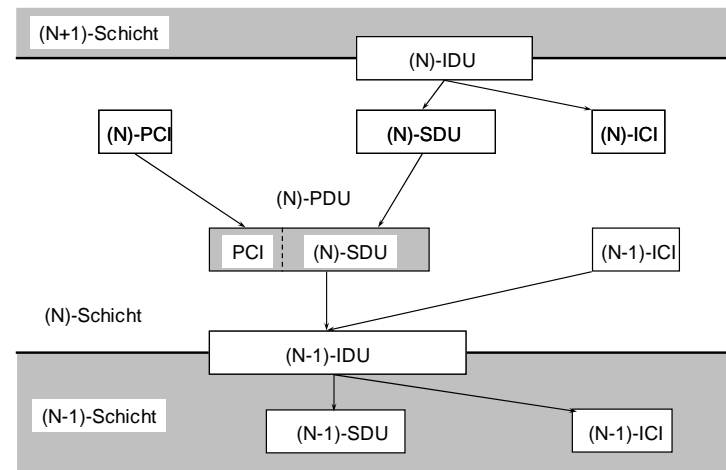 (N+1)-Schicht
(N)-IDU
(N)-PCI
(N)-SDU
(N)-ICI
(N)-PDU
PCI
(N)-SDU
(N-1)-ICI
(N)-Schicht
(N-1)-IDU
(N-1)-Schicht
(N-1)-SDU
(N-1)-ICI